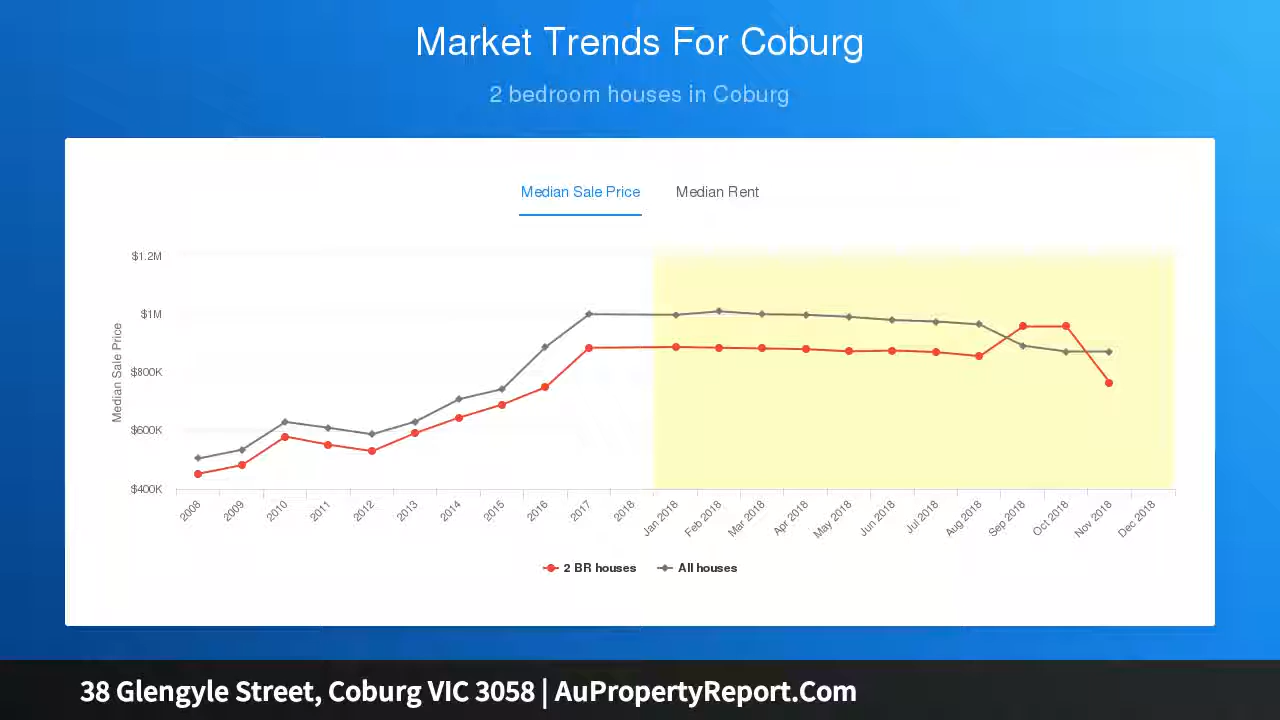 Market Trends For Coburg
2 bedroom houses in Coburg
Median Sale Price
Median Rent
Median Sale Price
$1.2M
$1M
$800K
$600K
$400K
2008
2009
2010
2011
2012
2013
2014
2015
2016
2017
2018
Jan 2018
Feb 2018
Mar 2018
Apr 2018
May 2018
Jun 2018
Jul 2018
Aug 2018
Sep 2018
Oct 2018
Nov 2018
Dec 2018
2 BR houses
All houses
38 Glengyle Street, Coburg VIC 3058 | AuPropertyReport.Com